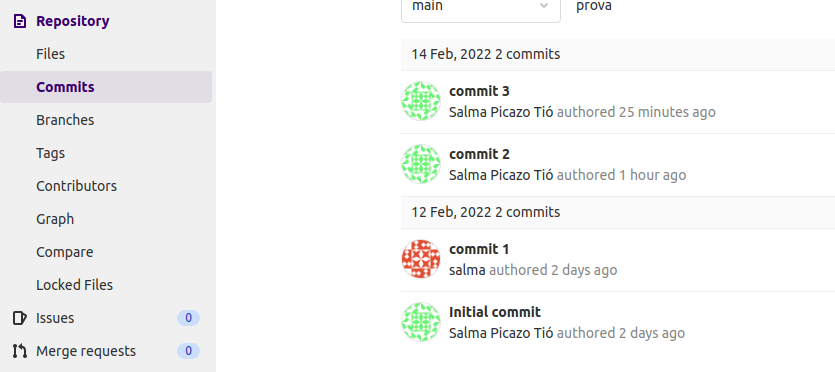 Repository
Files
Commits
Branches
Tags
Contributors
Graph
Compare
Locked Files
Issues 0
Merge requests 0
main prova
14 Feb, 2022 2 commits
commit 3
Salma Picazo Tió authored 25 minutes ago
commit 2
Salma Picazo Tió authored 1 hour ago
12 Feb, 2022 2 commits
commit 1
salma authored 2 days ago
Initial commit
Salma Picazo Tió authored 2 days ago